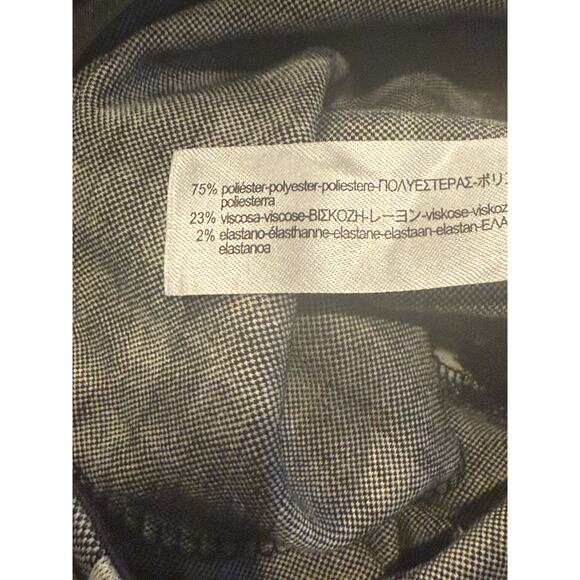 75% poliéster-polyester-poliestere-ΠΟΛΥΕΣΤΕΡΑΣ-ポリエ
poliesterra
23% viscosa-viscose-ΒΙΣΚΟΖΗ-レーヨン-viskose-viskoz
2% elastano-élasthanne-elastane-elastaan-elastan-ΕΛΑ
elastanoa